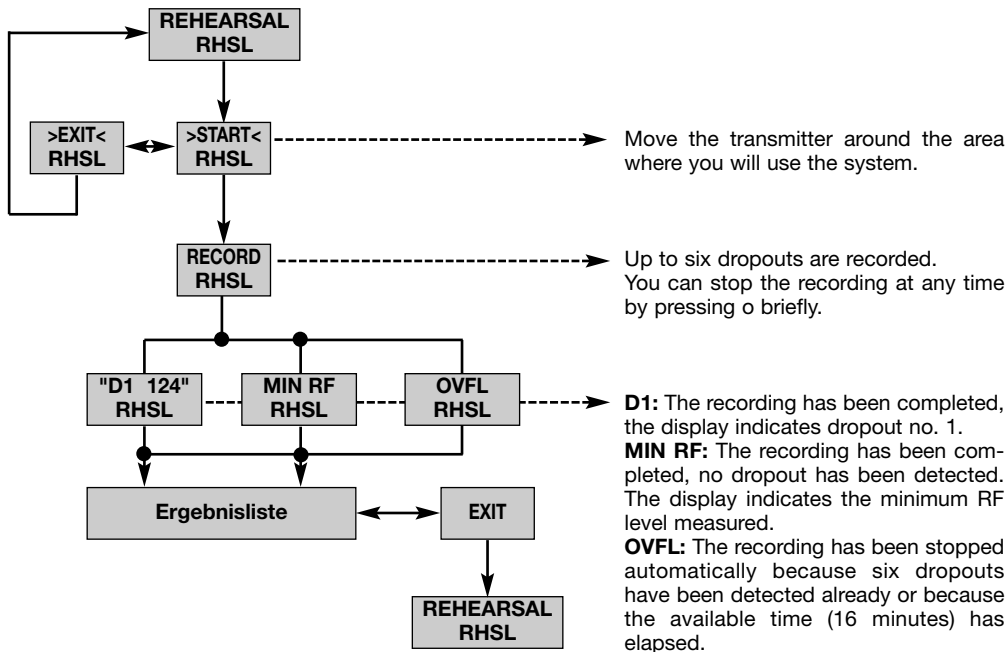 REHEARSAL
RHSL
>EXIT<
RHSL
>START<
RHSL
Move the transmitter around the area
where you will use the system.
RECORD
RHSL
Up to six dropouts are recorded.
You can stop the recording at any time
by pressing o briefly.
"D1 124"
RHSL
MIN RF
RHSL
OVFL
RHSL
D1: The recording has been completed,
the display indicates dropout no. 1.
MIN RF: The recording has been com-
pleted, no dropout has been detected.
The display indicates the minimum RF
level measured.
OVFL: The recording has been stopped
automatically because six dropouts
have been detected already or because
the available time (16 minutes) has
elapsed.
Ergebnisliste
EXIT
REHEARSAL
RHSL